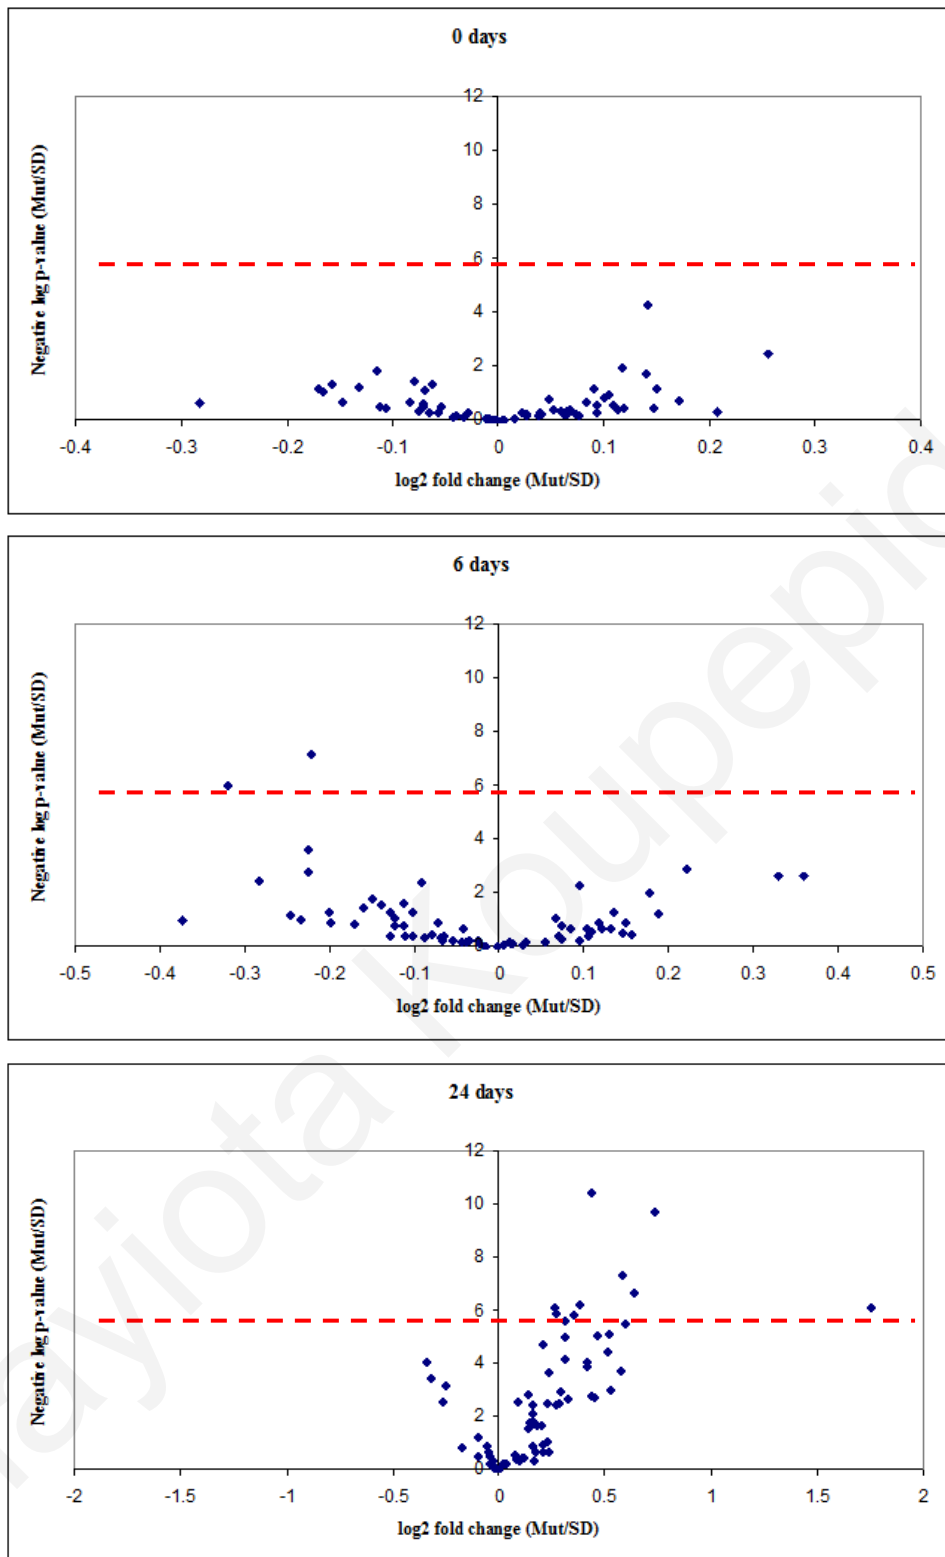 0 days
Negative log p-value (Mut/SD)
12
10
8
6
4
2
0
-0.4 -0.3 -0.2 -0.1 0 0.1 0.2 0.3 0.4
log2 fold change (Mut/SD)
6 days
Negative log p-value (Mut/SD)
12
10
8
6
4
2
0
-0.5 -0.4 -0.3 -0.2 -0.1 0 0.1 0.2 0.3 0.4 0.5
log2 fold change (Mut/SD)
24 days
Negative log p-value (Mut/SD)
12
10
8
6
4
2
0
-2 -1.5 -1 -0.5 0 0.5 1 1.5 2
log2 fold change (Mut/SD)
ayiota Koupepid